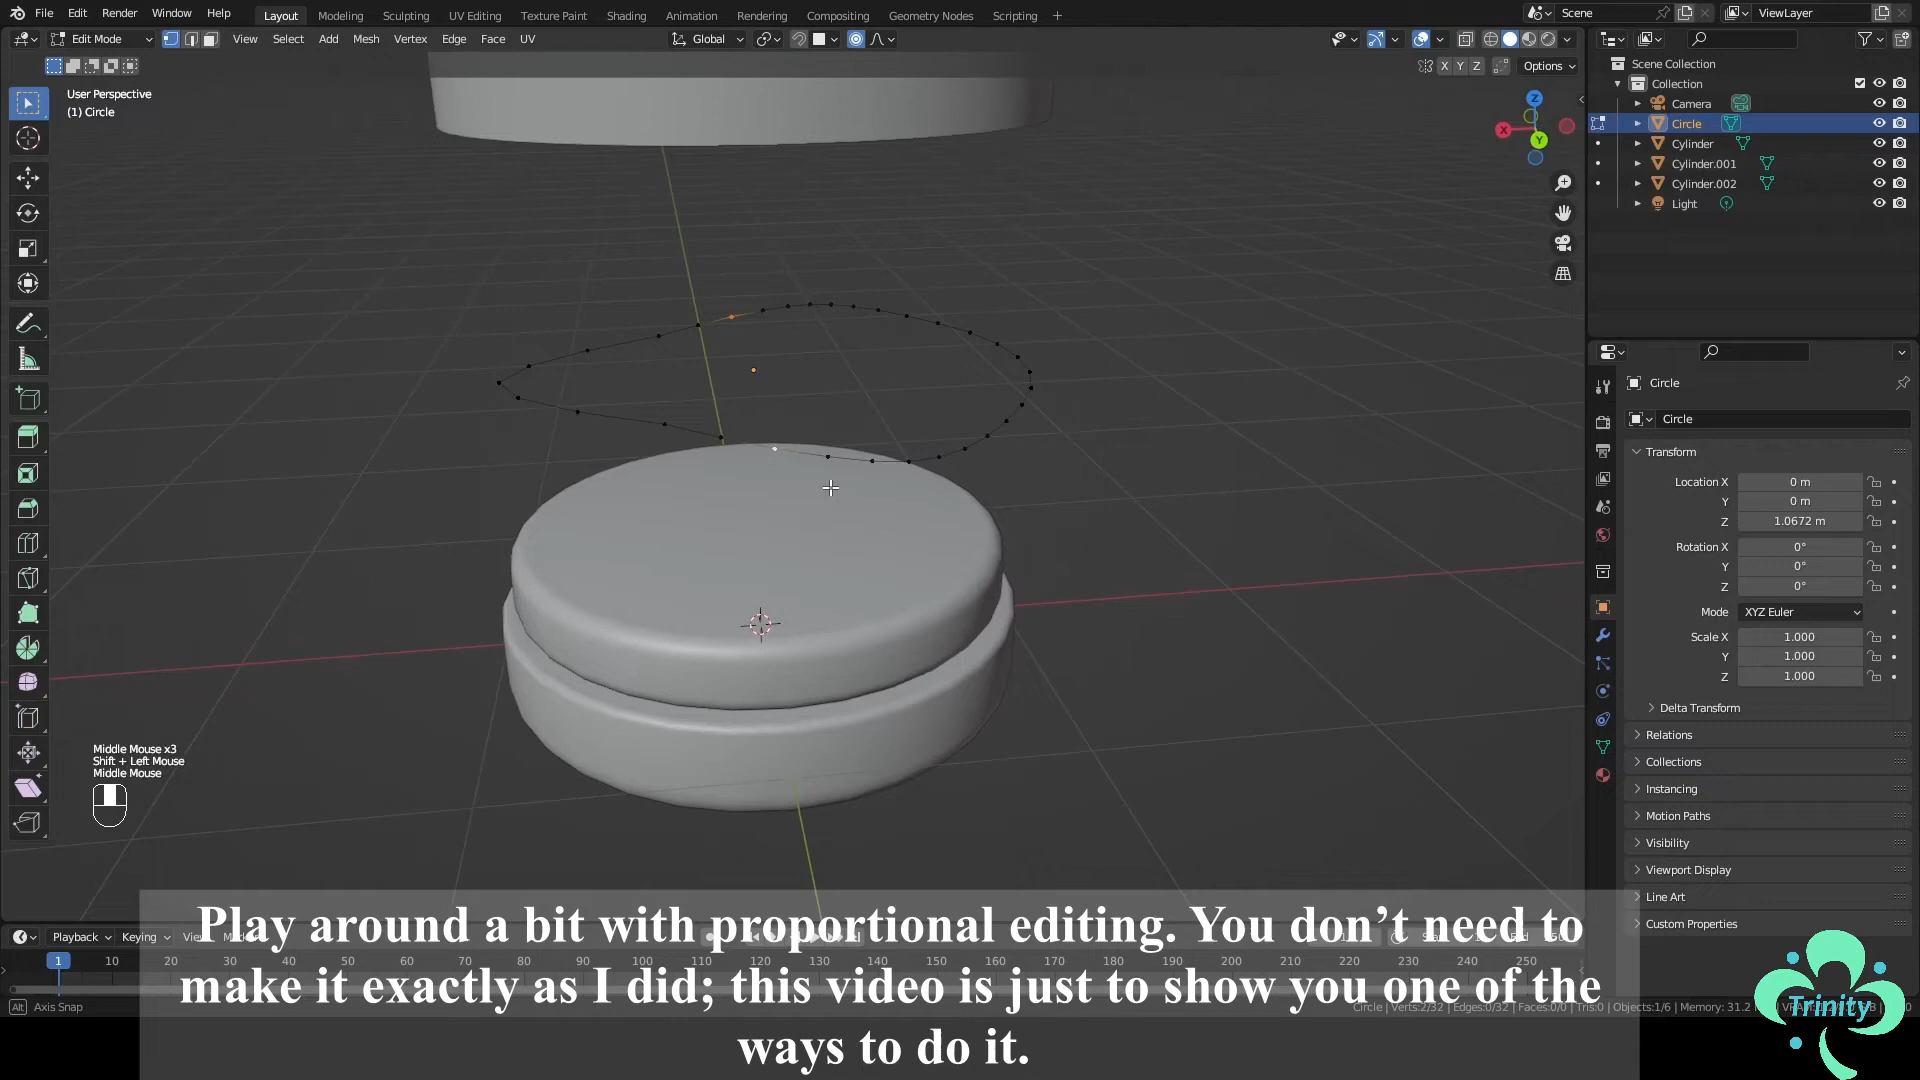 File Edit Render Window Help Layout Modeling Sculpting UV Editing Texture Paint Shading Animation Rendering Compositing Geometry Nodes Scripting + Scene ViewLayer
Edit Mode View Select Add Mesh Vertex Edge Face UV Global
X Y Z Options
User Perspective
(1) Circle
Scene Collection
Collection
Camera
Circle
Cylinder
Cylinder.001
Cylinder.002
Light
Z
X
Y
Circle
Circle
Transform
Location X 0 m
Y 0 m
Z 1.0672 m
Rotation X 0°
Y 0°
Z 0°
Mode XYZ Euler
Scale X 1.000
Y 1.000
Z 1.000
Delta Transform
Relations
Collections
Instancing
Motion Paths
Visibility
Viewport Display
Line Art
Custom Properties
Middle Mouse x3
Shift + Left Mouse
Middle Mouse
Play around a bit with proportional editing. You don't need to
make it exactly as I did; this video is just to show you one of the
ways to do it.
Playback Keying
1 10 20 30 40 50 60 70 80 90 100 110 120 130 140 150 160 170 180 190 200 210 220 230 240 250
Alt Axis Snap
Circle | Verts:2/32 | Edges:0/32 | Faces:0/0 | Tris:0 | Objects:1/6 | Memory: 31.2
Trinity